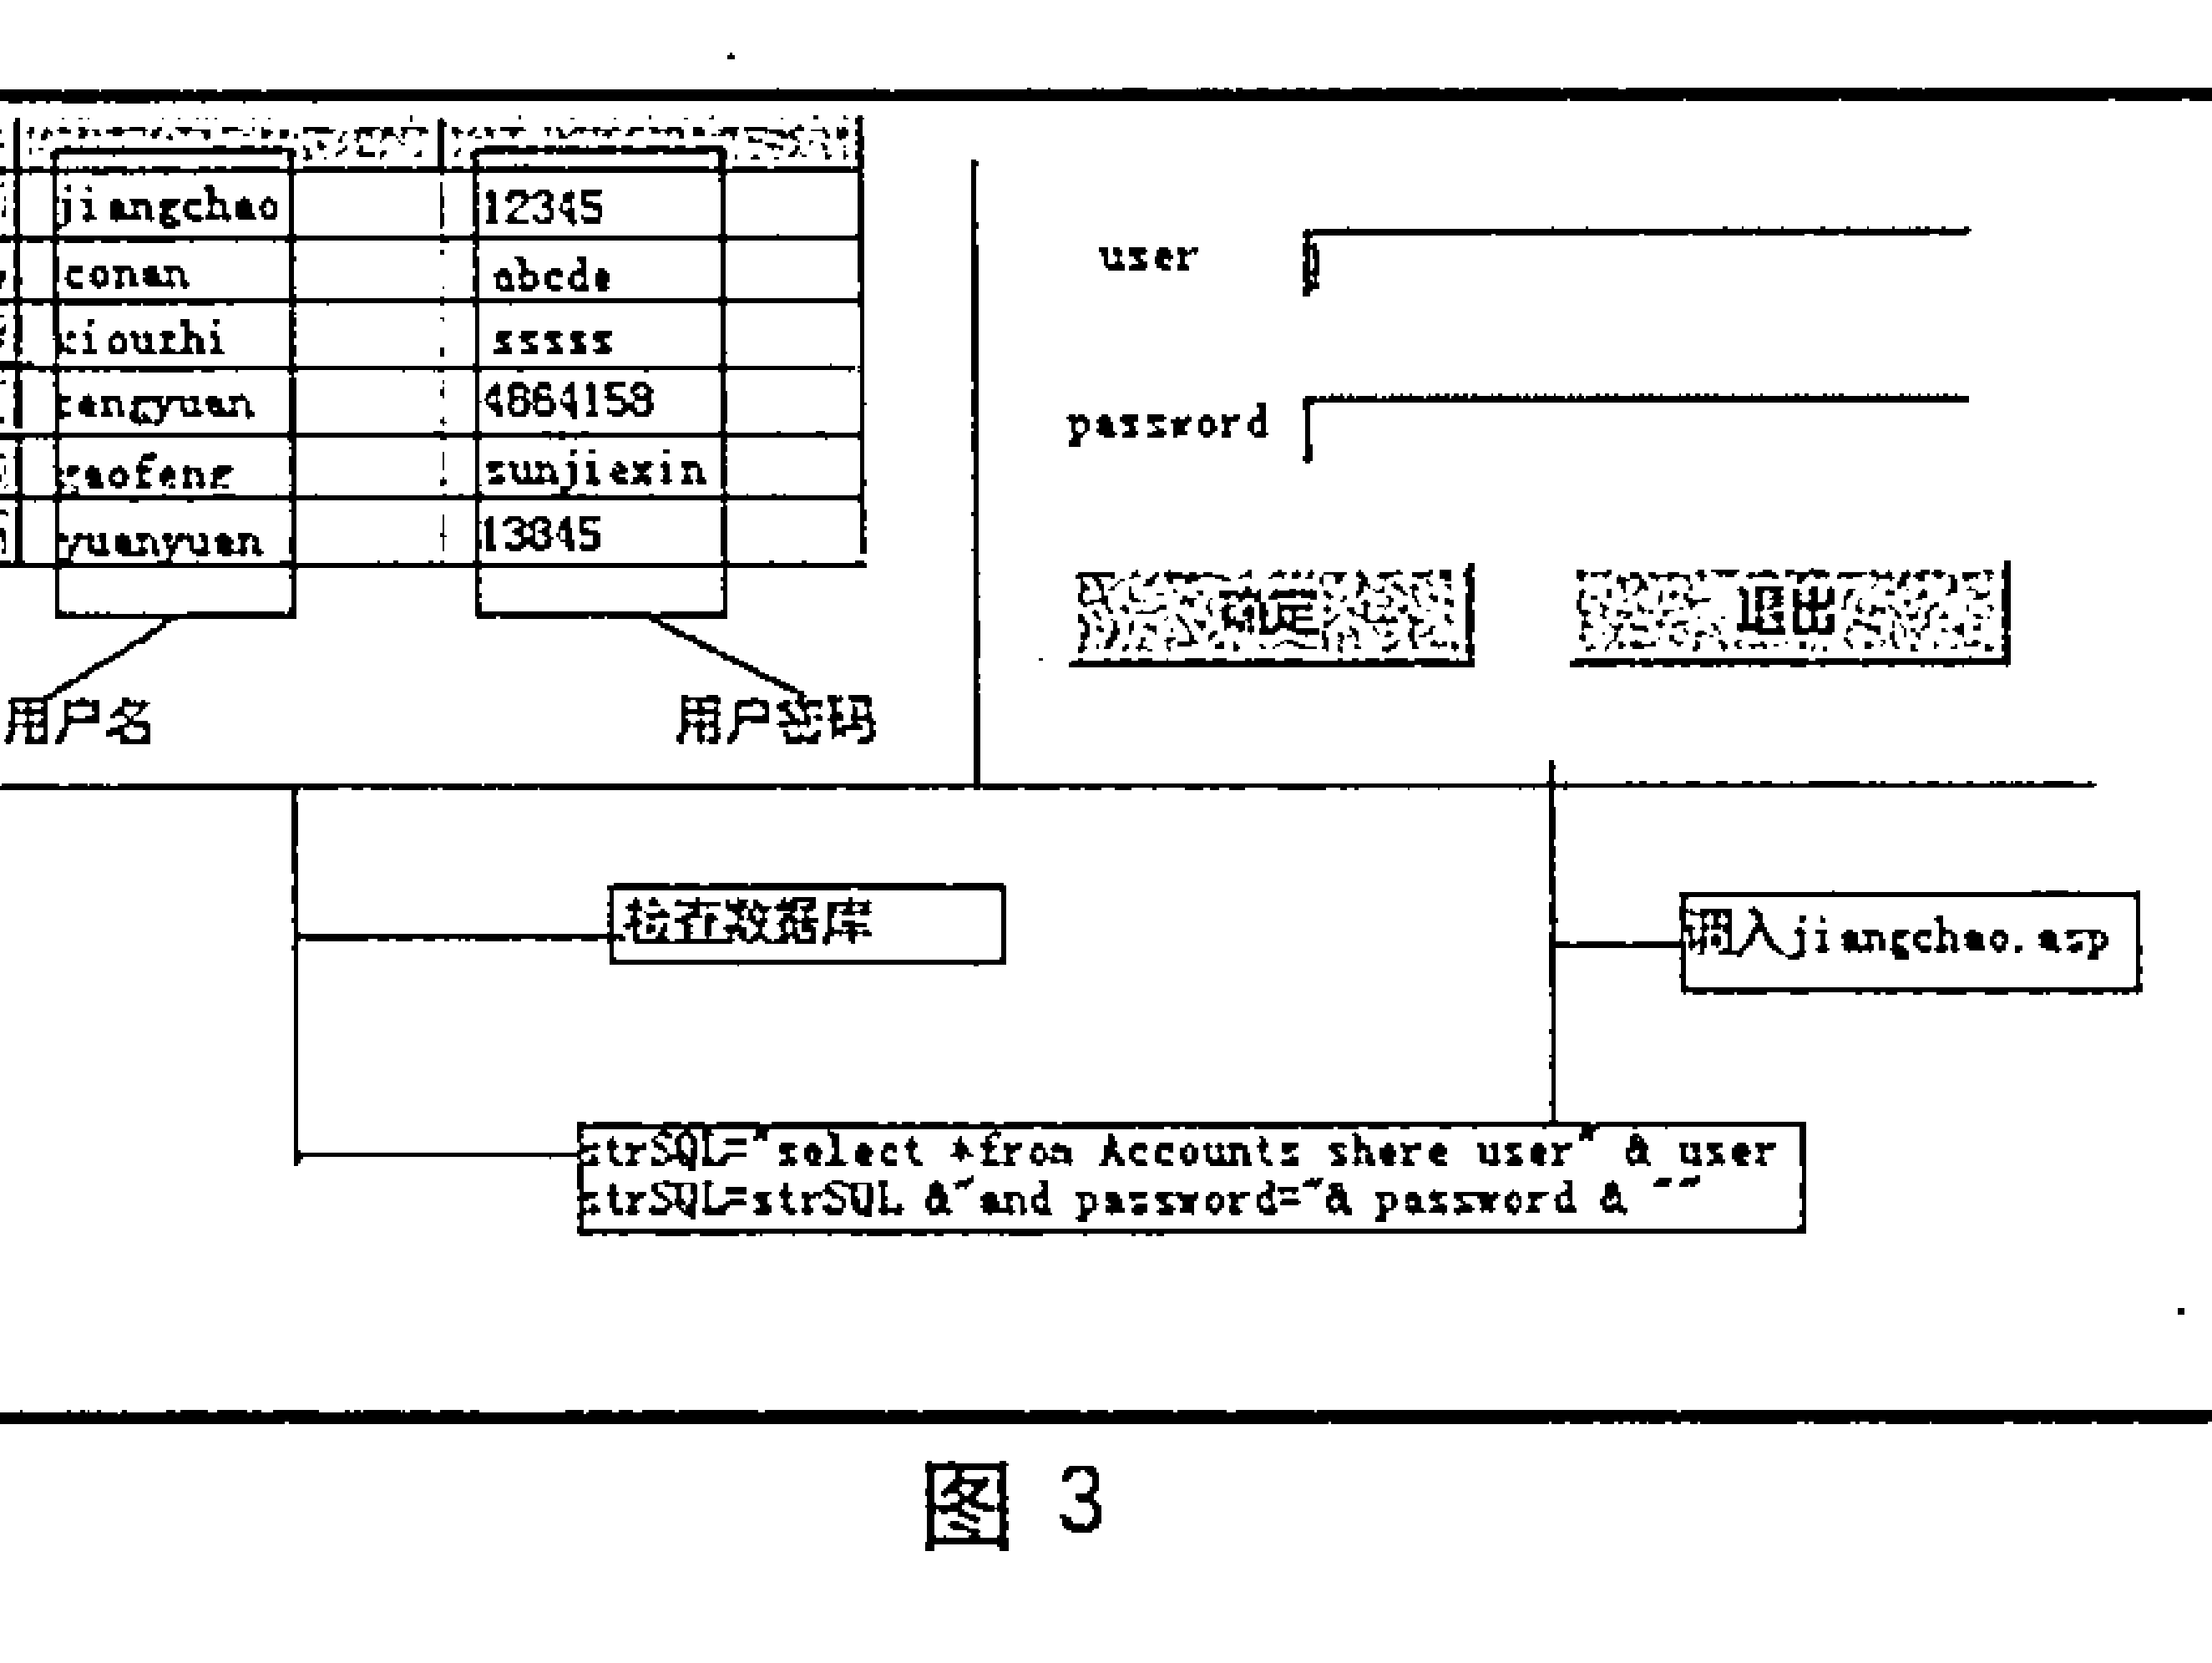 jiangchao 12345
conan abcde
sssss
4864158
gaofeng sunjiexin
yuanyuan 13345
用户名 用户密码
user
password
确定 退出
检查数据库
调入jiangchao.asp
strSQL="select *from Accounts shere user" & user
strSQL=strSQL &"and password="& password & ""
图 3